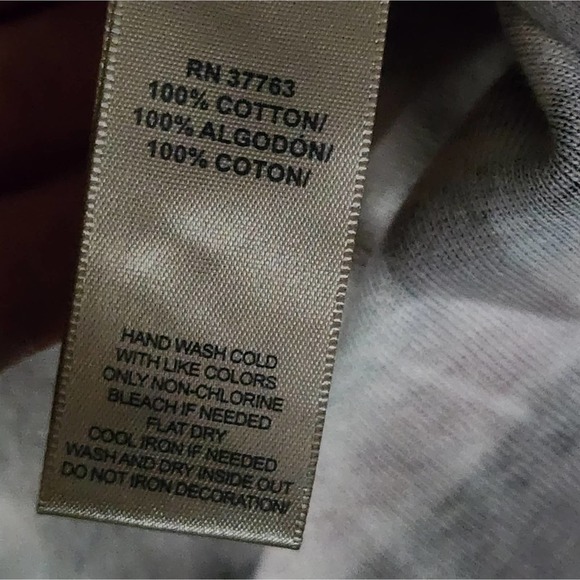 RN 37763
100% COTTON/
100% ALGODÓN/
100% COTON/
HAND WASH COLD
WITH LIKE COLORS
ONLY NON-CHLORINE
BLEACH IF NEEDED
FLAT DRY
COOL IRON IF NEEDED
WASH AND DRY INSIDE OUT
DO NOT IRON DECORATION/